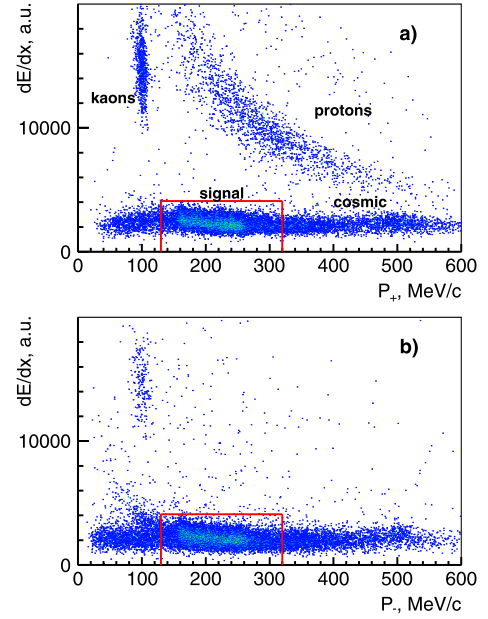 dE/dx, a.u.
a)
kaons
protons
10000
signal
cosmic
0
0 100 200 300 400 500 600
P+, MeV/c
dE/dx, a.u.
b)
10000
0
0 100 200 300 400 500 600
P-, MeV/c